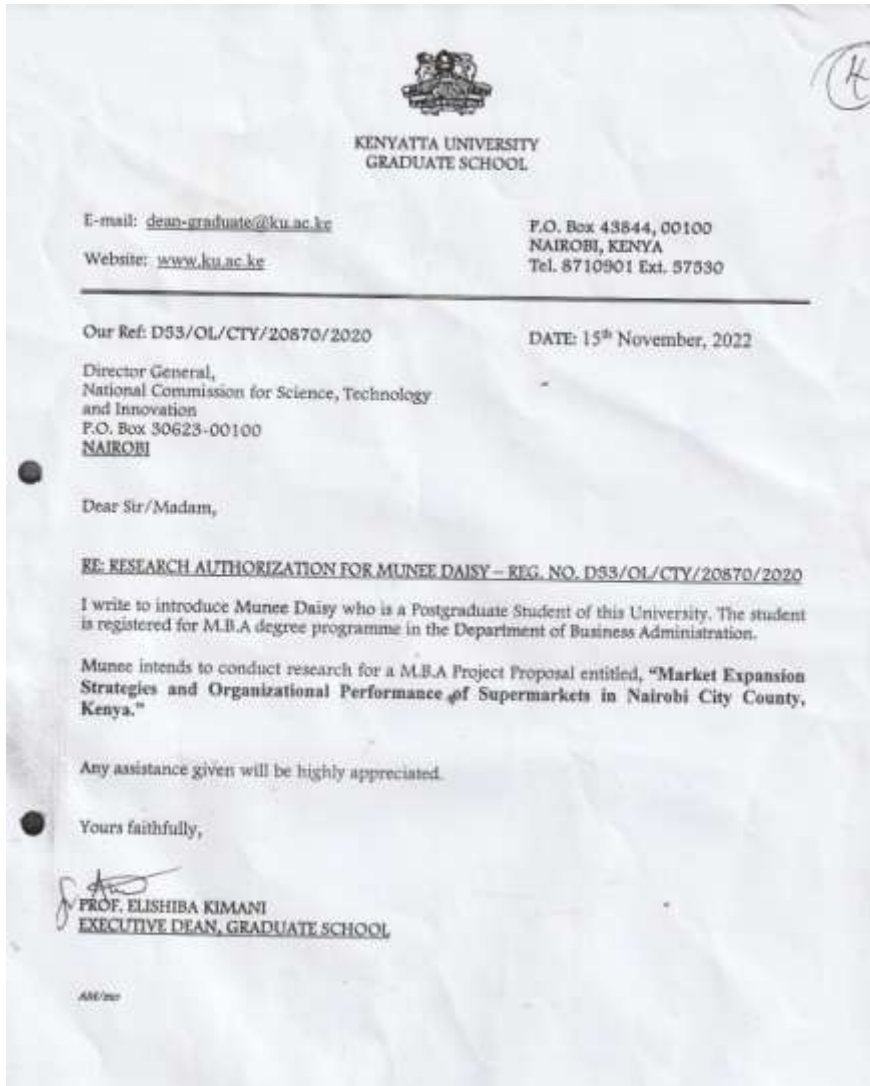 KENYATTA UNIVERSITY
GRADUATE SCHOOL
E-mail: dean-graduate@ku.ac.ke
P.O. Box 43844, 00100
NAIROBI, KENYA
Website: www.ku.ac.ke
Tel. 8710901 Ext. 57530
Our Ref: D53/OL/CTY/20870/2020
DATE: 15th November, 2022
Director General,
National Commission for Science, Technology
and Innovation
P.O. Box 30623-00100
NAIROBI
Dear Sir/Madam,
RE: RESEARCH AUTHORIZATION FOR MUNEE DAISY – REG. NO. D53/OL/CTY/20870/2020
I write to introduce Munee Daisy who is a Postgraduate Student of this University. The student
is registered for M.B.A degree programme in the Department of Business Administration.
Munee intends to conduct research for a M.B.A Project Proposal entitled, “Market Expansion
Strategies and Organizational Performance of Supermarkets in Nairobi City County,
Kenya.”
Any assistance given will be highly appreciated.
Yours faithfully,
PROF. ELISHIBA KIMANI
EXECUTIVE DEAN, GRADUATE SCHOOL